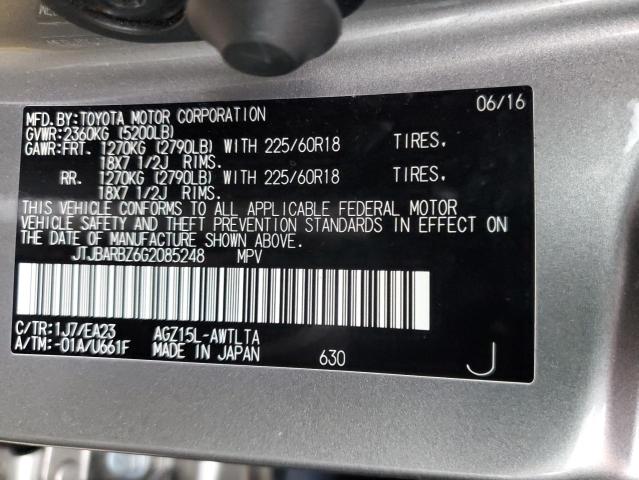 MFD.BY:TOYOTA MOTOR CORPORATION 06/16
GVWR:2360KG (5200LB)
GAWR:FRT. 1270KG (2790LB) WITH 225/60R18 TIRES,
18X7 1/2J RIMS.
RR. 1270KG (2790LB) WITH 225/60R18 TIRES,
18X7 1/2J RIMS.
THIS VEHICLE CONFORMS TO ALL APPLICABLE FEDERAL MOTOR
VEHICLE SAFETY AND THEFT PREVENTION STANDARDS IN EFFECT ON
THE DATE OF MANUFACTURE SHOWN ABOVE.
JTJBARBZ6G2085248 MPV
C/TR:1J7/EA23 AGZ15L-AWTLTA
A/TM:-01A/U661F MADE IN JAPAN 630 J